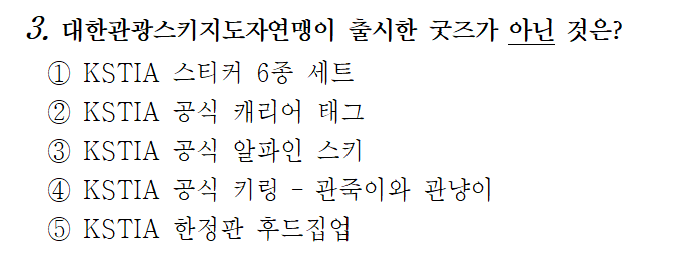 3. 대한관광스키지도자연맹이 출시한 굿즈가 아닌 것은?
① KSTIA 스티커 6종 세트
② KSTIA 공식 캐리어 태그
③ KSTIA 공식 알파인 스키
④ KSTIA 공식 키링 - 관죽이와 관냥이
⑤ KSTIA 한정판 후드집업